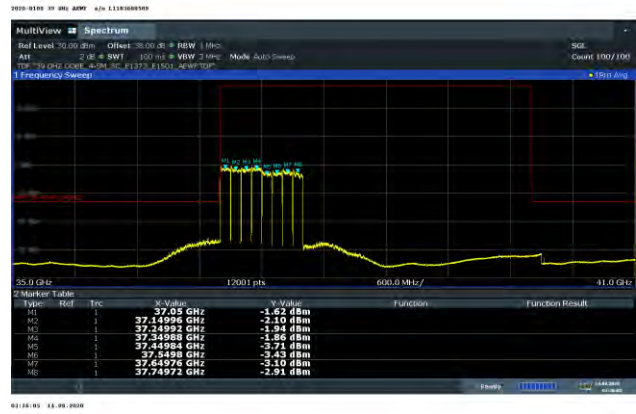 MultiView Spectrum
Ref Level 30.00 dBm Offset 38.00 dB RBW 1 MHz SGL
Att 2 dB SWT 100 ms VBW 3 MHz Mode Auto Sweep Count 100/100
1 Frequency Sweep
M1 M2 M3 M4 M5 M6 M7 M8
35.0 GHz 12001 pts 600.0 MHz/ 41.0 GHz
2 Marker Table
Type Ref Trc X-Value Y-Value Function Function Result
M1 1 37.05 GHz -1.62 dBm
M2 1 37.14996 GHz -2.10 dBm
M3 1 37.24992 GHz -1.94 dBm
M4 1 37.34988 GHz -1.86 dBm
M5 1 37.44984 GHz -3.71 dBm
M6 1 37.5498 GHz -3.43 dBm
M7 1 37.64976 GHz -3.10 dBm
M8 1 37.74972 GHz -2.91 dBm
Ready